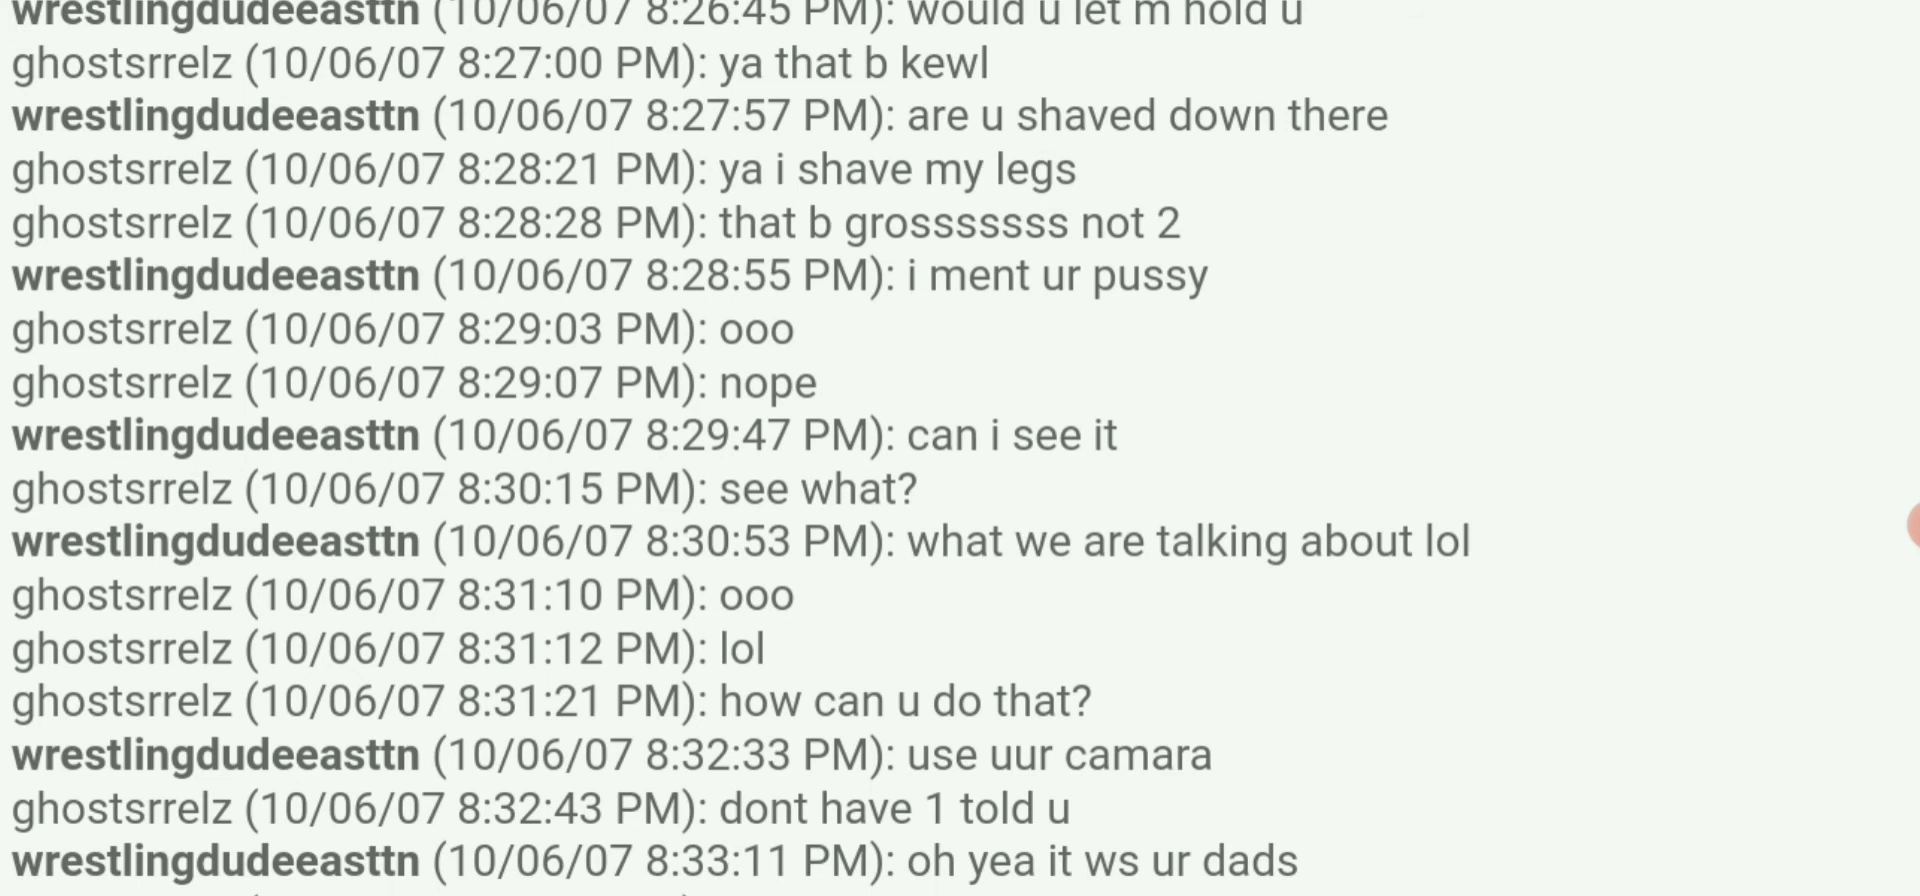 wrestlingdudeeasttn (10/06/07 8:26:45 PM): would u let m hold u
ghostsrrelz (10/06/07 8:27:00 PM): ya that b kewl
wrestlingdudeeasttn (10/06/07 8:27:57 PM): are u shaved down there
ghostsrrelz (10/06/07 8:28:21 PM): ya i shave my legs
ghostsrrelz (10/06/07 8:28:28 PM): that b grosssssss not 2
wrestlingdudeeasttn (10/06/07 8:28:55 PM): i ment ur pussy
ghostsrrelz (10/06/07 8:29:03 PM): ooo
ghostsrrelz (10/06/07 8:29:07 PM): nope
wrestlingdudeeasttn (10/06/07 8:29:47 PM): can i see it
ghostsrrelz (10/06/07 8:30:15 PM): see what?
wrestlingdudeeasttn (10/06/07 8:30:53 PM): what we are talking about lol
ghostsrrelz (10/06/07 8:31:10 PM): ooo
ghostsrrelz (10/06/07 8:31:12 PM): lol
ghostsrrelz (10/06/07 8:31:21 PM): how can u do that?
wrestlingdudeeasttn (10/06/07 8:32:33 PM): use uur camara
ghostsrrelz (10/06/07 8:32:43 PM): dont have 1 told u
wrestlingdudeeasttn (10/06/07 8:33:11 PM): oh yea it ws ur dads